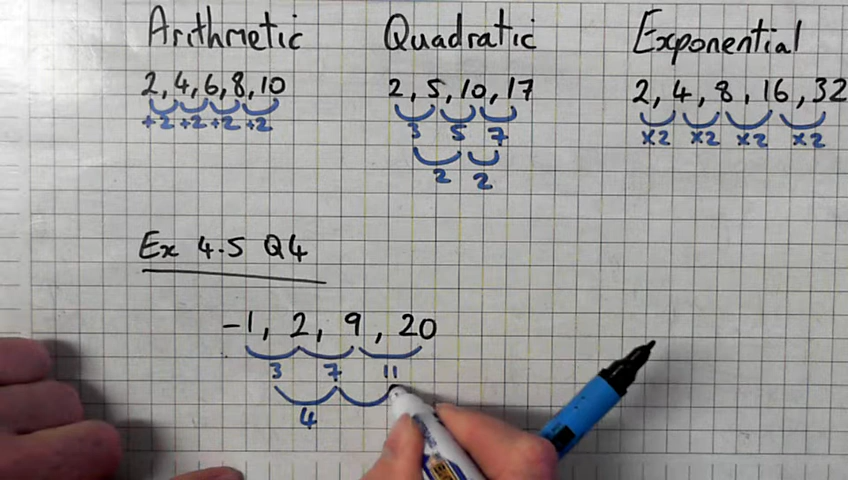 Arithmetic
2, 4, 6, 8, 10
+2 +2 +2 +2
Quadratic
2, 5, 10, 17
3 5 7
2 2
Exponential
2, 4, 8, 16, 32
x2 x2 x2 x2
Ex 4.5 Q4
-1, 2, 9, 20
3 7 11
4